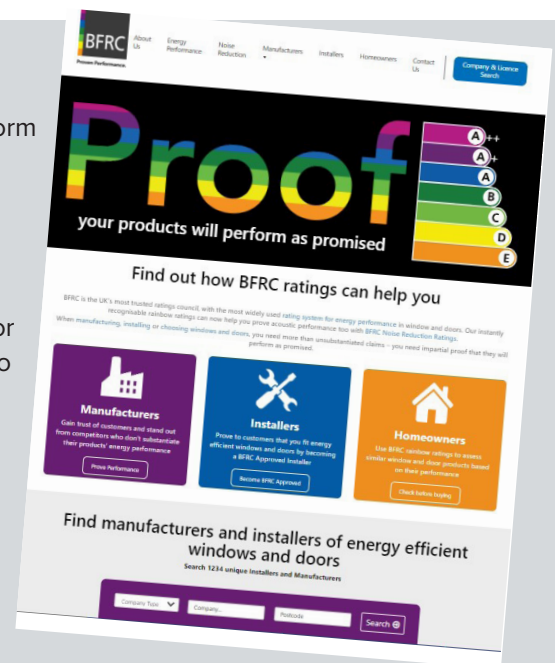 orm
or
o
BFRC
Proven Performance.
About Us
Energy Performance
Noise Reduction
Manufacturers
Installers
Homeowners
Contact Us
Company & Licence Search
Proof
your products will perform as promised
A++
A+
A
B
C
D
E
Find out how BFRC ratings can help you
BFRC is the UK's most trusted ratings council, with the most widely used rating system for energy performance in window and doors. Our instantly
recognisable rainbow ratings can now help you prove acoustic performance too with BFRC Noise Reduction Ratings.
When manufacturing, installing or choosing windows and doors, you need more than unsubstantiated claims – you need impartial proof that they will
perform as promised.
Manufacturers
Gain trust of customers and stand out
from competitors who don't substantiate
their products' energy performance
Prove Performance
Installers
Prove to customers that you fit energy
efficient windows and doors by becoming
a BFRC Approved Installer
Become BFRC Approved
Homeowners
Use BFRC rainbow ratings to assess
similar window and door products based
on their performance
Check before buying
Find manufacturers and installers of energy efficient
windows and doors
Search 1234 unique Installers and Manufacturers
Company Type
Company...
Postcode
Search